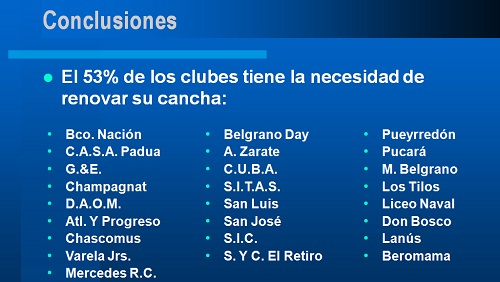 Conclusiones
El 53% de los clubes tiene la necesidad de
renovar su cancha:
Bco. Nación
C.A.S.A. Padua
G.&E.
Champagnat
D.A.O.M.
Atl. Y Progreso
Chascomus
Varela Jrs.
Mercedes R.C.
Belgrano Day
A. Zarate
C.U.B.A.
S.I.T.A.S.
San Luis
San José
S.I.C.
S. Y C. El Retiro
Pueyrredón
Pucará
M. Belgrano
Los Tilos
Liceo Naval
Don Bosco
Lanús
Beromama